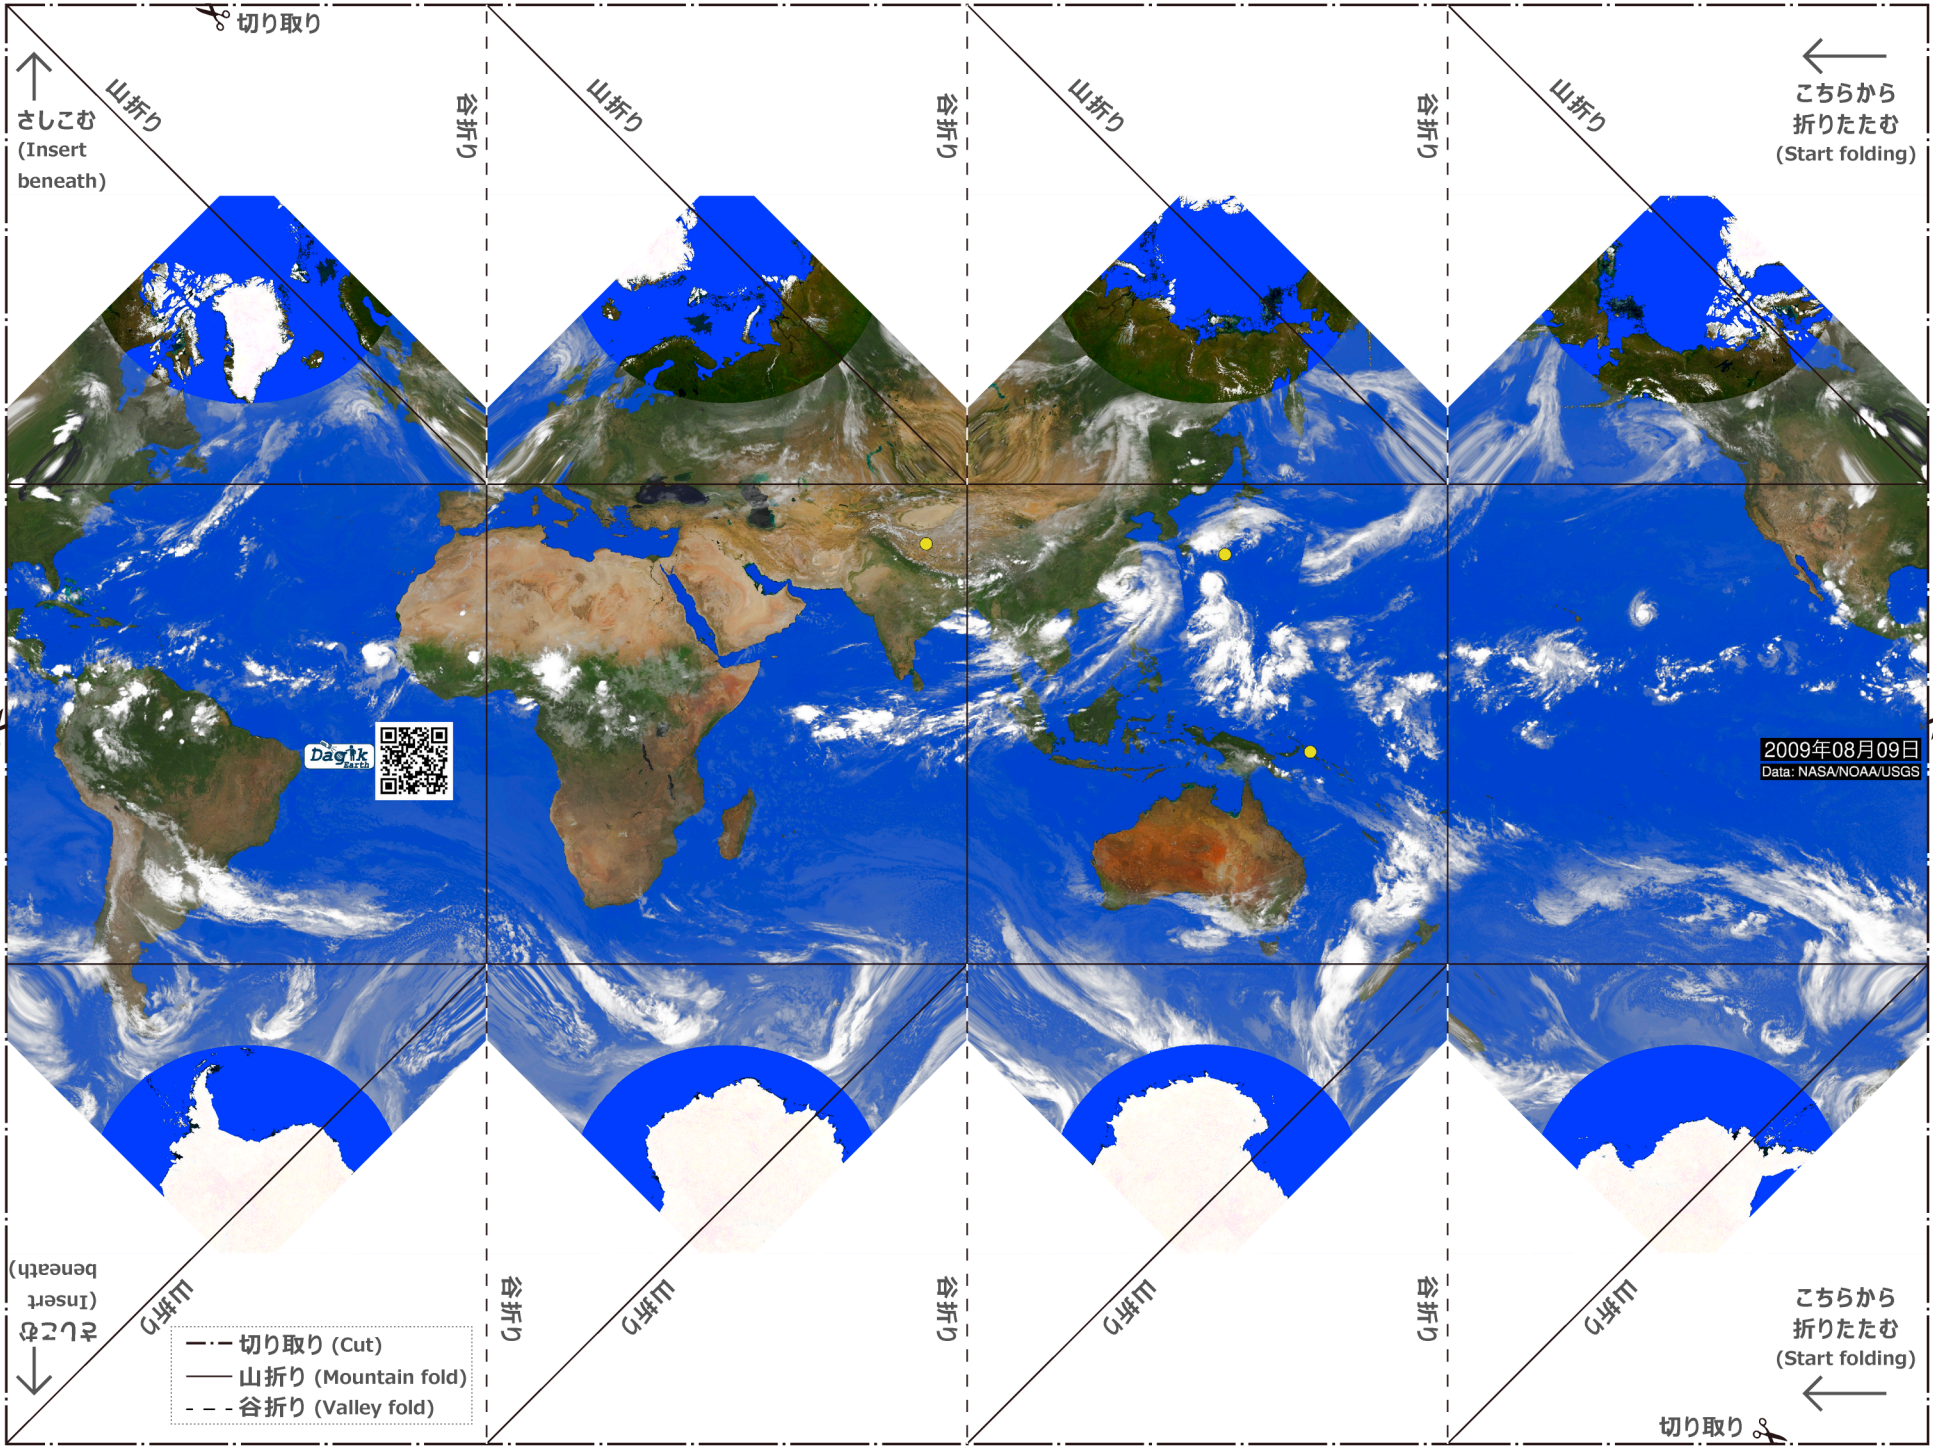 切り取り
山折り
谷折り
山折り
谷折り
山折り
谷折り
山折り
さしこむ
(Insert
beneath)
こちらから
折りたたむ
(Start folding)
Dagik
Earth
2009年08月09日
Data: NASA/NOAA/USGS
さしこむ
(Insert
beneath)
山折り
谷折り
山折り
谷折り
山折り
谷折り
山折り
こちらから
折りたたむ
(Start folding)
切り取り (Cut)
山折り (Mountain fold)
谷折り (Valley fold)
切り取り